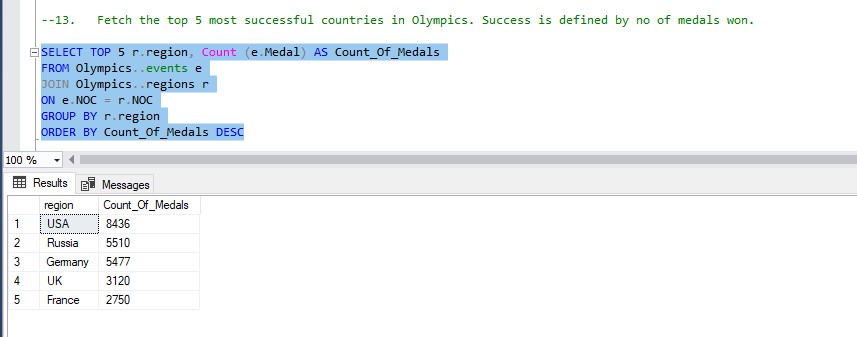 --13. Fetch the top 5 most successful countries in Olympics. Success is defined by no of medals won.
SELECT TOP 5 r.region, Count (e.Medal) AS Count_Of_Medals
FROM Olympics..events e
JOIN Olympics..regions r
ON e.NOC = r.NOC
GROUP BY r.region
ORDER BY Count_Of_Medals DESC
100 %
Results Messages
region Count_Of_Medals
1 USA 8436
2 Russia 5510
3 Germany 5477
4 UK 3120
5 France 2750